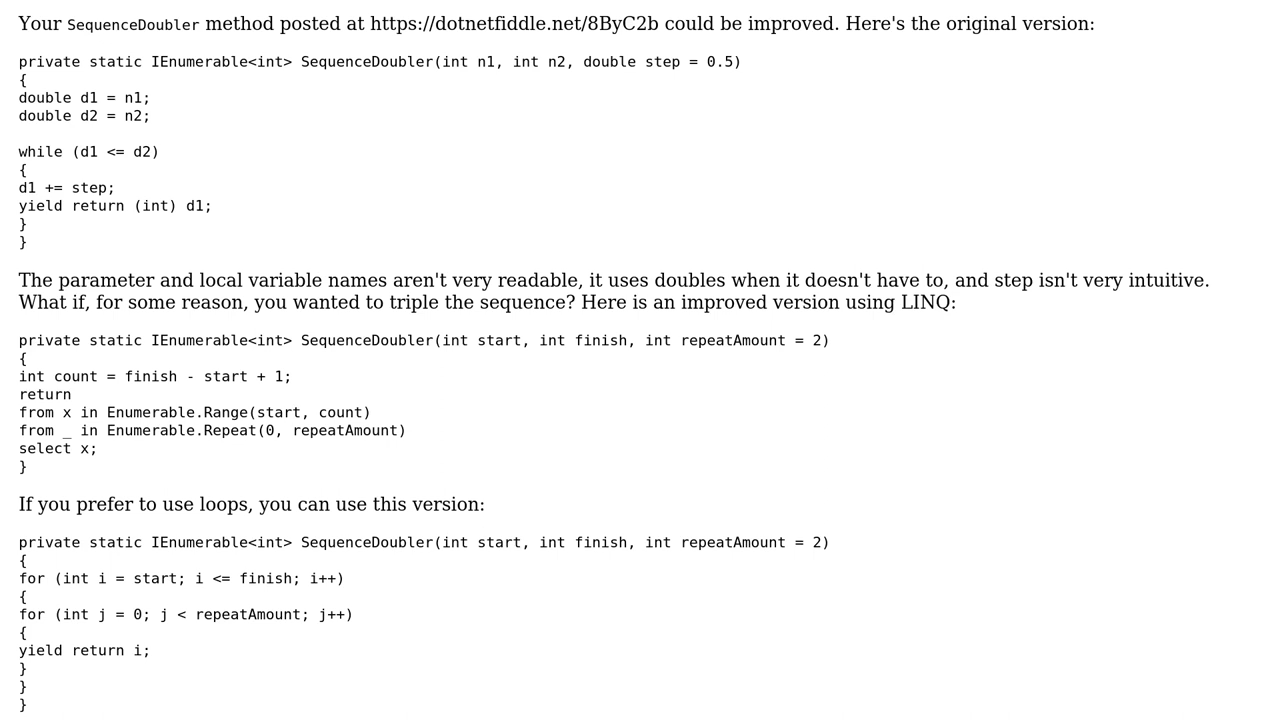 Your SequenceDoubler method posted at https://dotnetfiddle.net/8ByC2b could be improved. Here's the original version:
private static IEnumerable<int> SequenceDoubler(int n1, int n2, double step = 0.5)
{
double d1 = n1;
double d2 = n2;
while (d1 <= d2)
{
d1 += step;
yield return (int) d1;
}
}
The parameter and local variable names aren't very readable, it uses doubles when it doesn't have to, and step isn't very intuitive.
What if, for some reason, you wanted to triple the sequence? Here is an improved version using LINQ:
private static IEnumerable<int> SequenceDoubler(int start, int finish, int repeatAmount = 2)
{
int count = finish - start + 1;
return
from x in Enumerable.Range(start, count)
from _ in Enumerable.Repeat(0, repeatAmount)
select x;
}
If you prefer to use loops, you can use this version:
private static IEnumerable<int> SequenceDoubler(int start, int finish, int repeatAmount = 2)
{
for (int i = start; i <= finish; i++)
{
for (int j = 0; j < repeatAmount; j++)
{
yield return i;
}
}
}